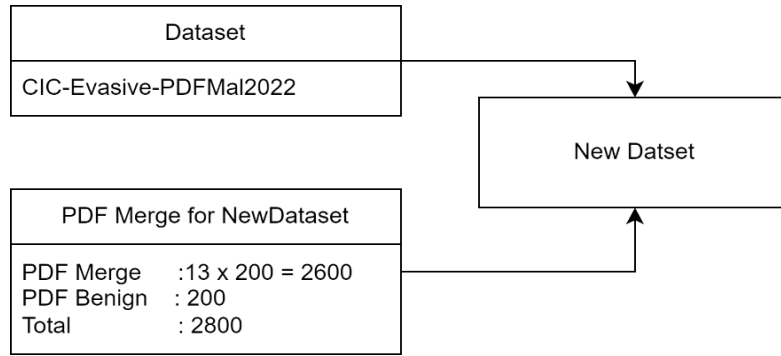 Dataset
CIC-Evasive-PDFMal2022
New Datset
PDF Merge for NewDataset
PDF Merge :13 x 200 = 2600
PDF Benign : 200
Total : 2800